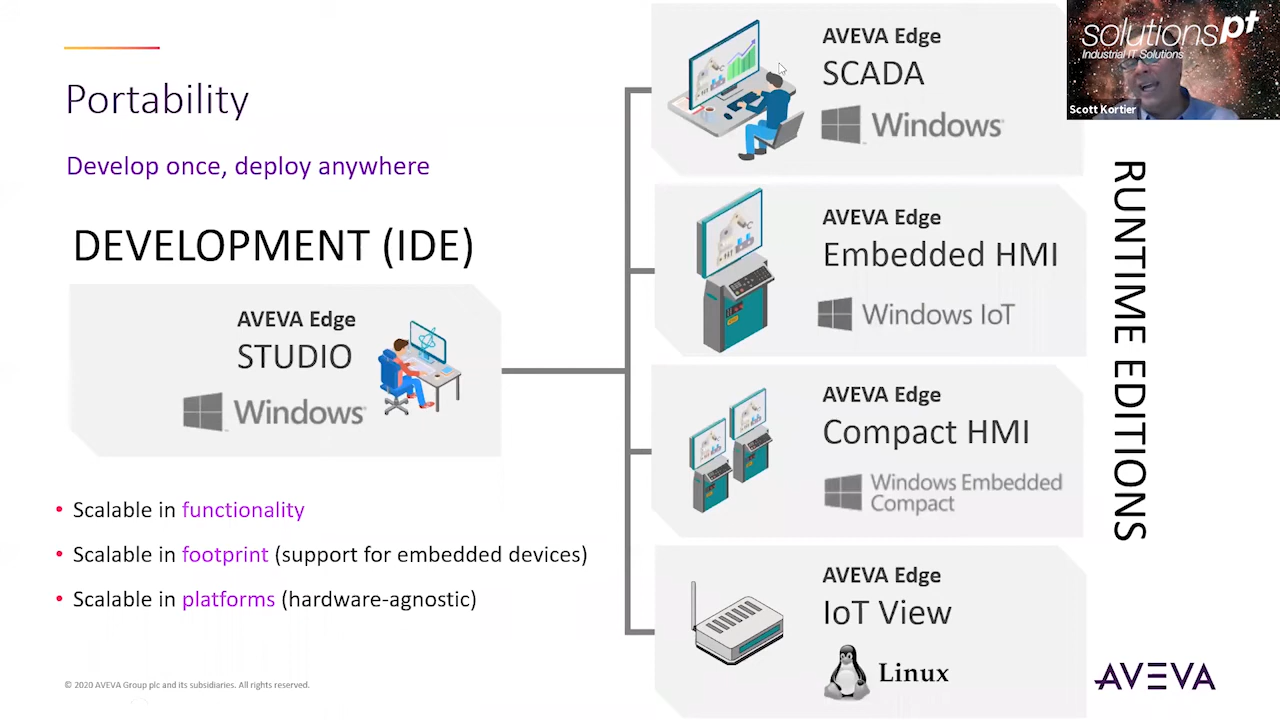 Portability
Develop once, deploy anywhere
DEVELOPMENT (IDE)
AVEVA Edge
STUDIO
Windows
• Scalable in functionality
• Scalable in footprint (support for embedded devices)
• Scalable in platforms (hardware-agnostic)
AVEVA Edge
SCADA
Windows
AVEVA Edge
Embedded HMI
Windows IoT
AVEVA Edge
Compact HMI
Windows Embedded
Compact
AVEVA Edge
IoT View
Linux
RUNTIME EDITIONS
solutionspt
Industrial IT Solutions
Scott Kortier
© 2020 AVEVA Group plc and its subsidiaries. All rights reserved.
AVEVA